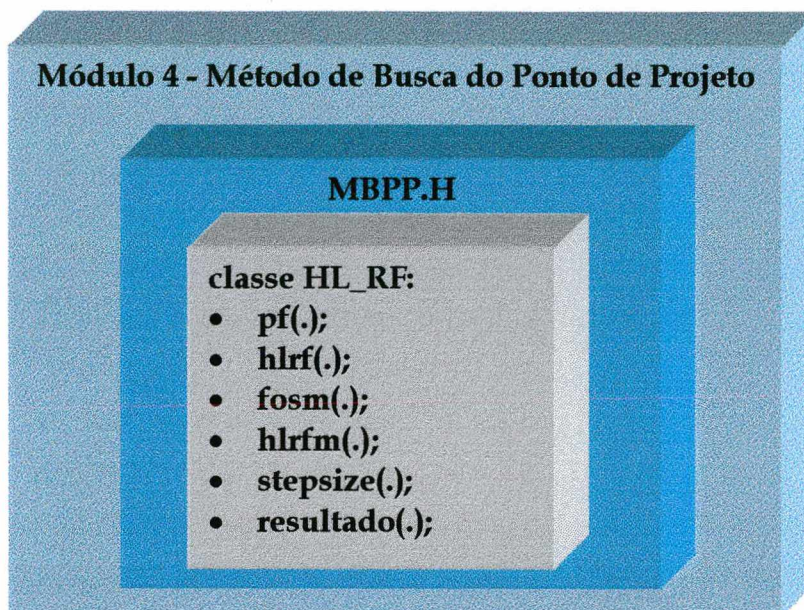 Módulo 4 - Método de Busca do Ponto de Projeto
MBPP.H
classe HL_RF:
• pf(.);
• hlrf(.);
• fosm(.);
• hlrfm(.);
• stepsize(.);
• resultado(.);